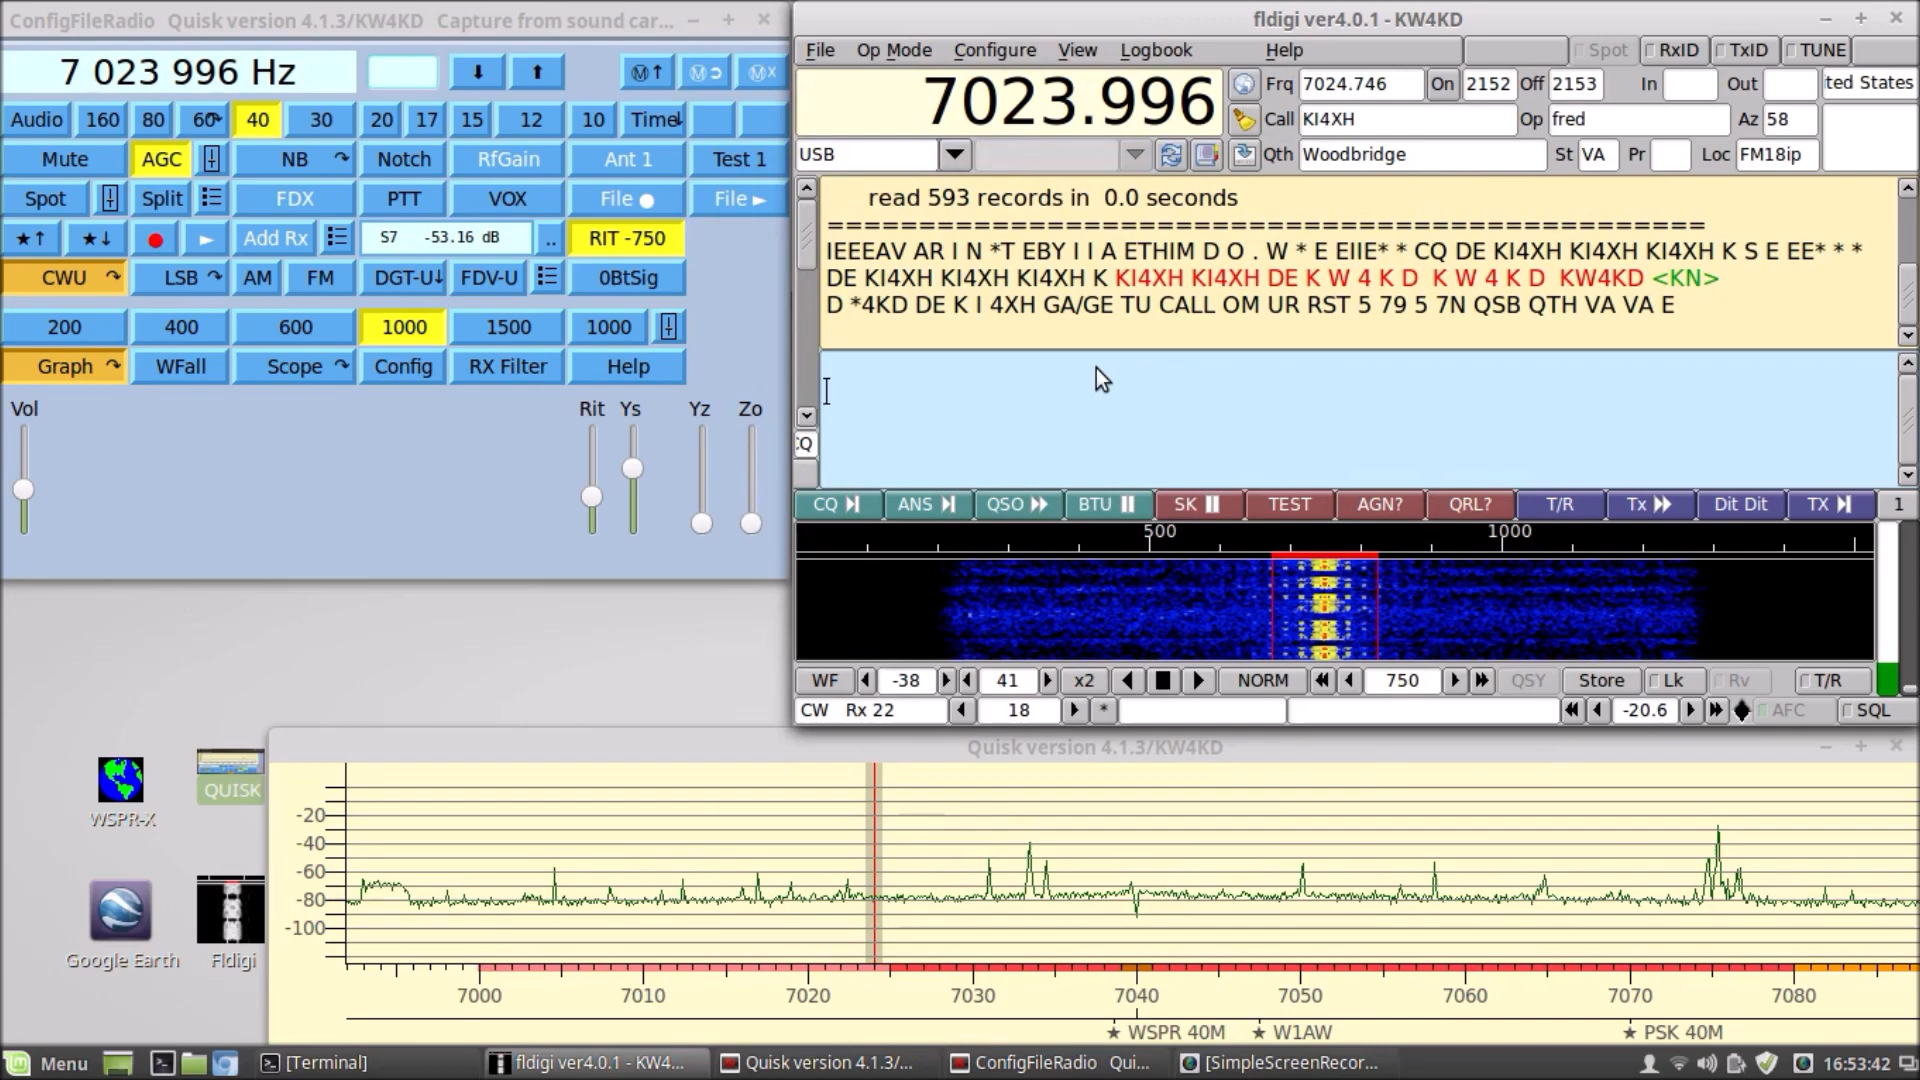 ConfigFileRadio Quisk version 4.1.3/KW4KD Capture from sound car...
7 023 996 Hz
Audio 160 80 60 40 30 20 17 15 12 10 Time
Mute AGC NB Notch RfGain Ant 1 Test 1
Spot Split FDX PTT VOX File ● File ►
★↑ ★↓ Add Rx S7 -53.16 dB .. RIT -750
CWU LSB AM FM DGT-U FDV-U 0BtSig
200 400 600 1000 1500 1000
Graph WFall Scope Config RX Filter Help
Vol Rit Ys Yz Zo
fldigi ver4.0.1 - KW4KD
File Op Mode Configure View Logbook Help Spot RxID TxID TUNE
7023.996
Frq 7024.746 On 2152 Off 2153 In Out ted States
Call KI4XH Op fred Az 58
USB Qth Woodbridge St VA Pr Loc FM18ip
read 593 records in 0.0 seconds
==================================================
IEEEAV AR I N *T EBY I I A ETHIM D O . W * E EIIE* * CQ DE KI4XH KI4XH KI4XH K S E EE* * *
DE KI4XH KI4XH KI4XH K KI4XH KI4XH DE K W 4 K D K W 4 K D KW4KD <KN>
D *4KD DE K I 4XH GA/GE TU CALL OM UR RST 5 79 5 7N QSB QTH VA VA E
CQ
CQ ANS QSO BTU SK TEST AGN? QRL? T/R Tx Dit Dit TX 1
500 1000
WF -38 41 x2 NORM 750 QSY Store Lk Rv T/R
CW Rx 22 18 * -20.6 AFC SQL
Quisk version 4.1.3/KW4KD
-20
-40
-60
-80
-100
7000 7010 7020 7030 7040 7050 7060 7070 7080
★ WSPR 40M ★ W1AW ★ PSK 40M
WSPR-X
QUISK
Google Earth
Fldigi
Menu [Terminal] fldigi ver4.0.1 - KW4... Quisk version 4.1.3/... ConfigFileRadio Qui... [SimpleScreenRecor... 16:53:42